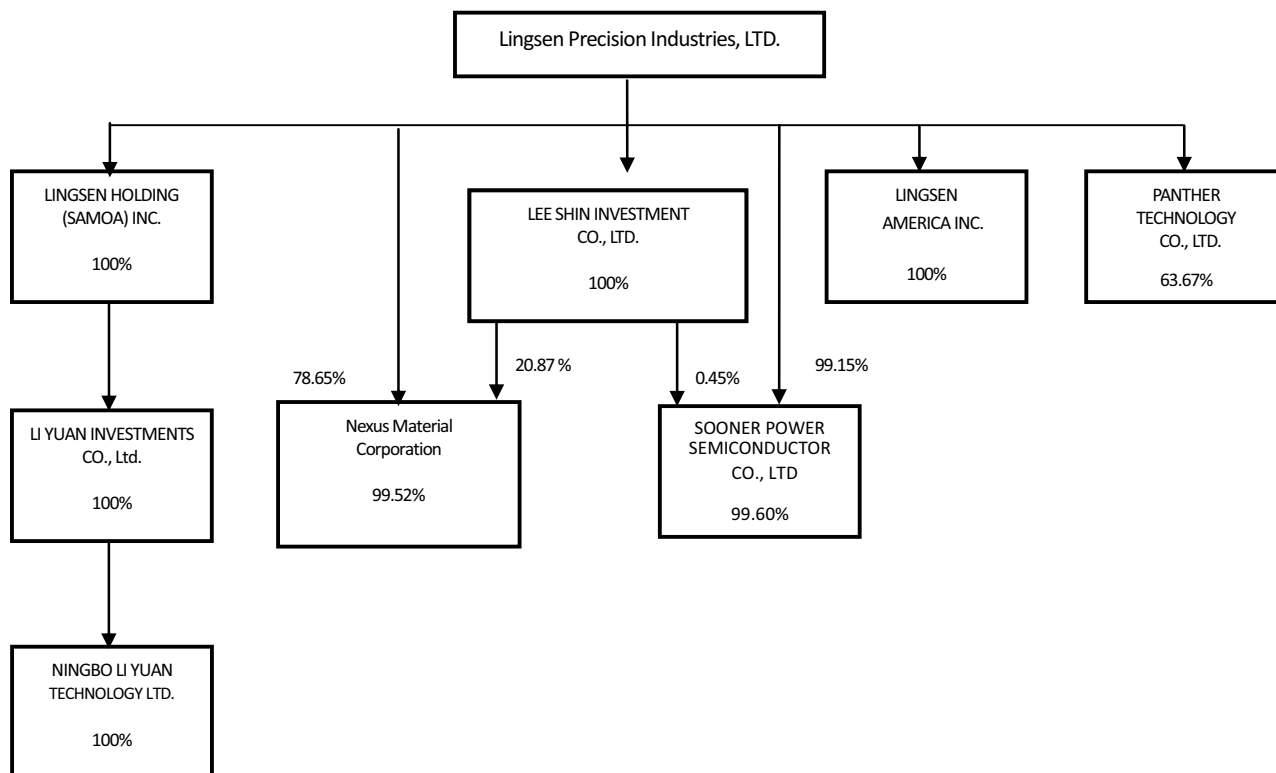 Lingsen Precision Industries, LTD.
LINGSEN HOLDING
(SAMOA) INC.
100%
LEE SHIN INVESTMENT
CO., LTD.
100%
LINGSEN
AMERICA INC.
100%
PANTHER
TECHNOLOGY
CO., LTD.
63.67%
78.65%
20.87 %
0.45%
99.15%
LI YUAN INVESTMENTS
CO., Ltd.
100%
Nexus Material
Corporation
99.52%
SOONER POWER
SEMICONDUCTOR
CO., LTD
99.60%
NINGBO LI YUAN
TECHNOLOGY LTD.
100%